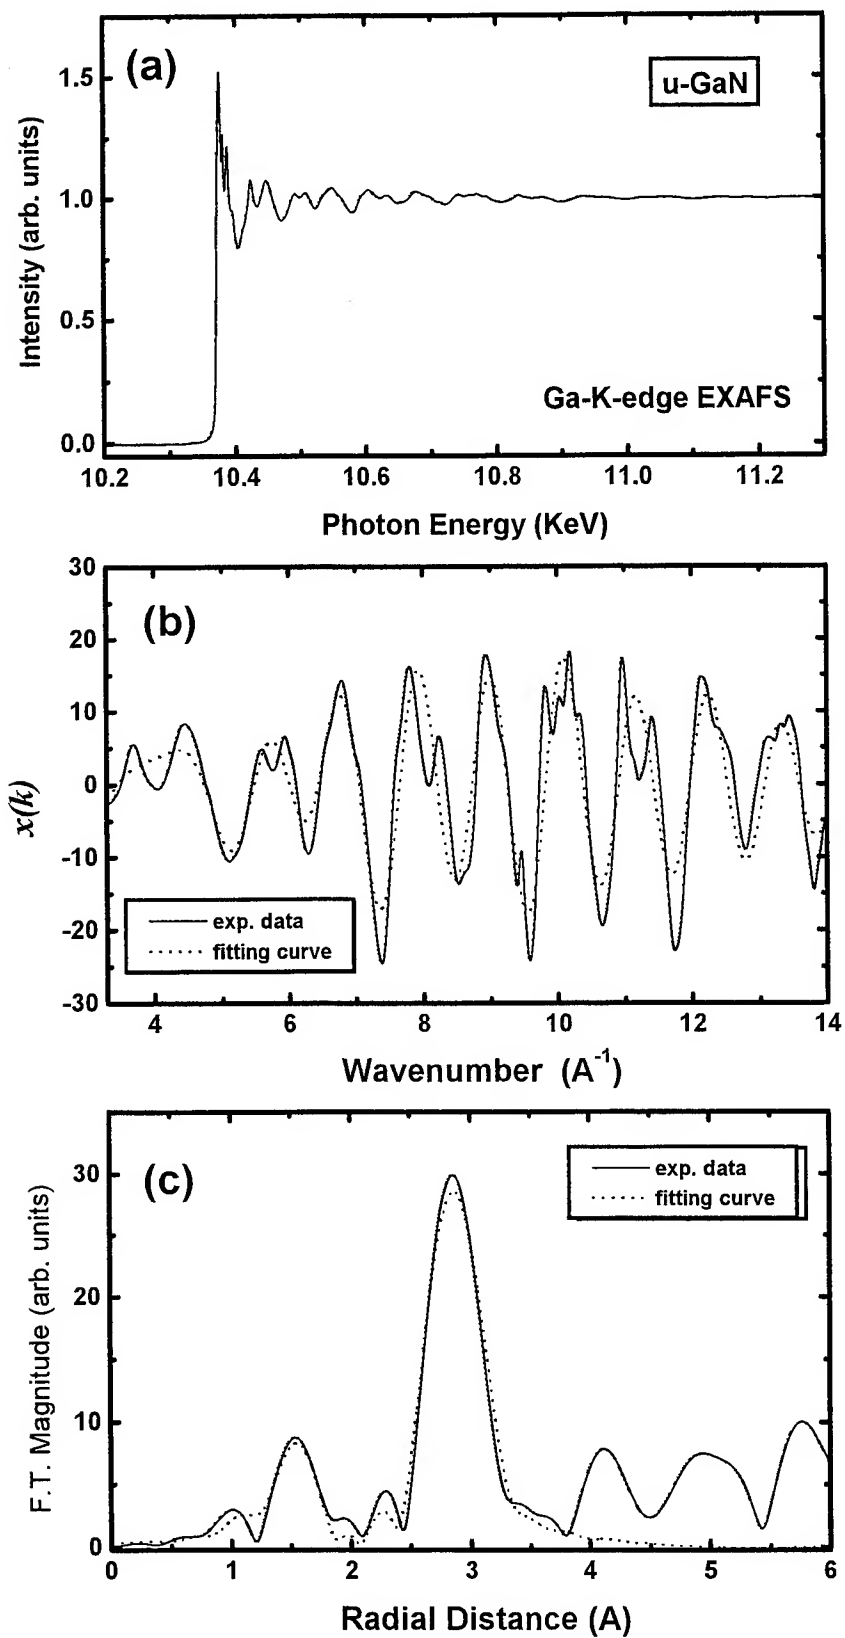 (a)
u-GaN
1.5
1.0
0.5
0.0
Intensity (arb. units)
Ga-K-edge EXAFS
10.2 10.4 10.6 10.8 11.0 11.2
Photon Energy (KeV)
30
20
10
0
-10
-20
-30
(b)
x(k)
exp. data
fitting curve
4 6 8 10 12 14
Wavenumber (A⁻¹)
(c)
exp. data
fitting curve
30
20
10
0
F.T. Magnitude (arb. units)
0 1 2 3 4 5 6
Radial Distance (A)